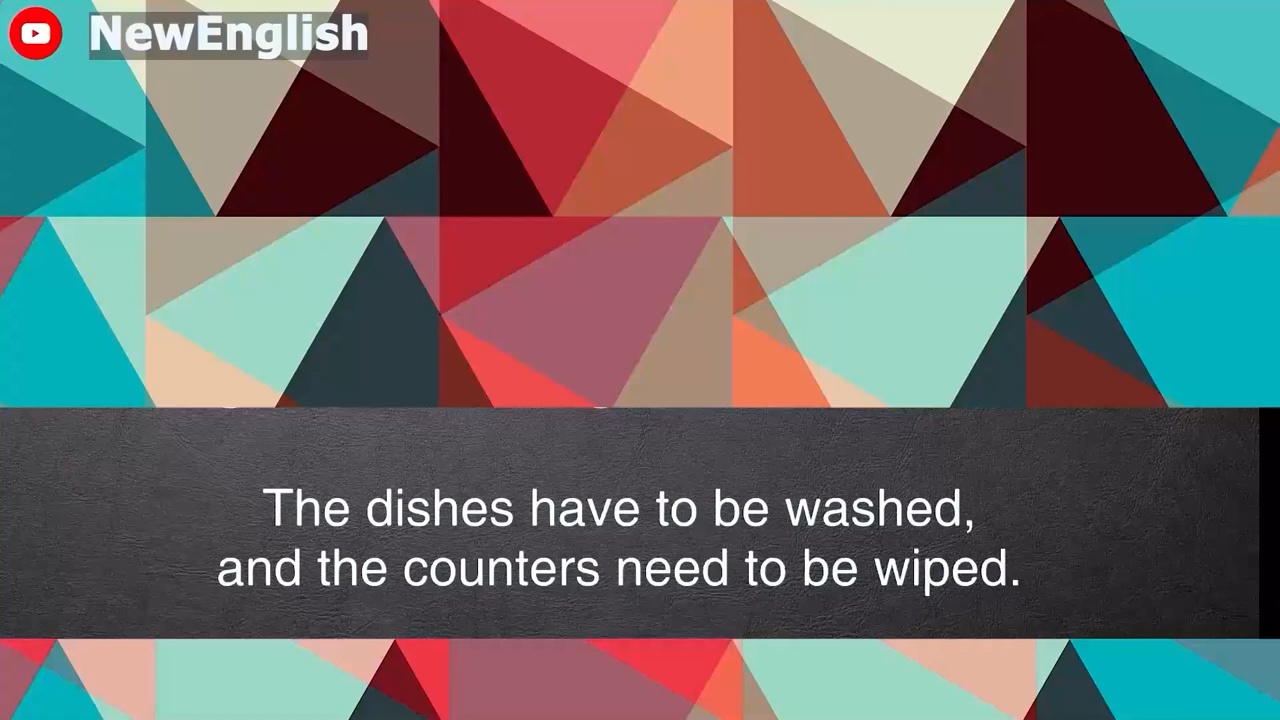 NewEnglish
The dishes have to be washed,
and the counters need to be wiped.